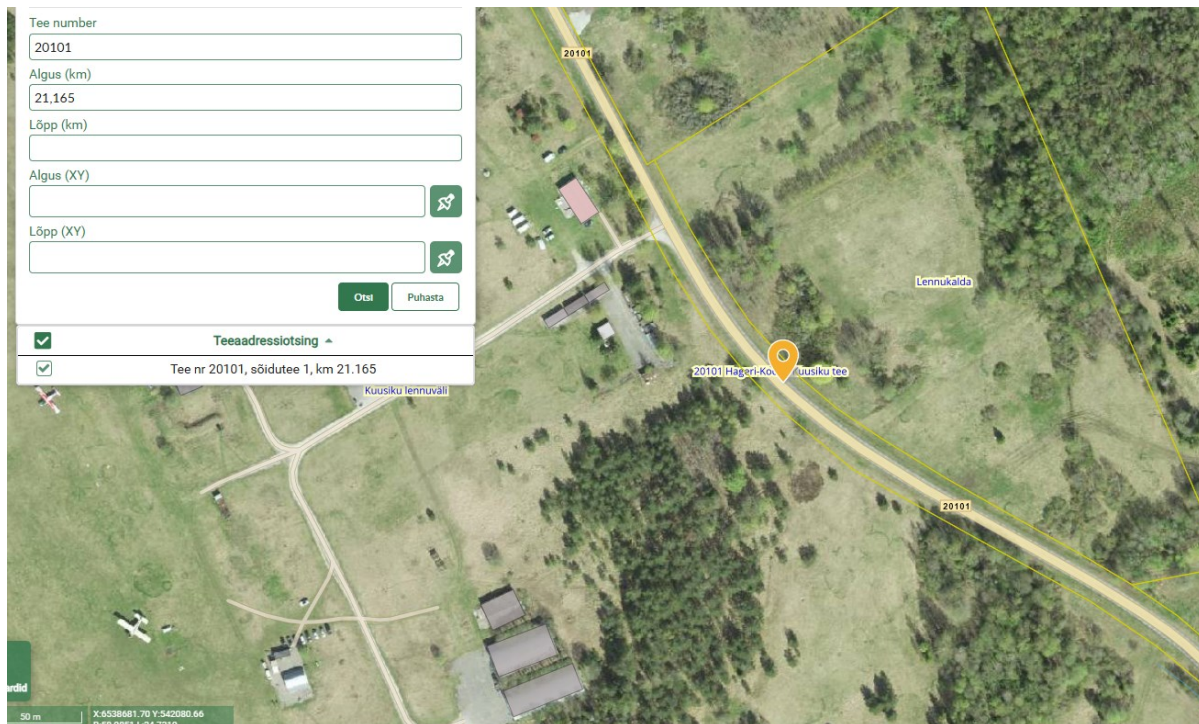 Tee number
20101
Algus (km)
21,165
Lõpp (km)
Algus (XY)
Lõpp (XY)
Otsi
Puhasta
Teeaadressiotsing
Tee nr 20101, sõidutee 1, km 21.165
20101
Lennukalda
20101 Hageri-Ko uusiku tee
Kuusiku lennuväli
20101
ardid
50 m
X:6538681.70 Y:542080.66